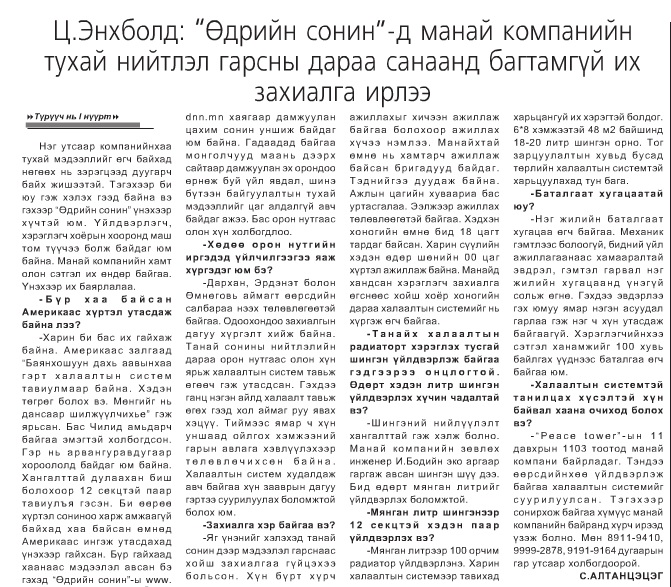 Ц.Энхболд: “Өдрийн сонин”-д манай компанийн
тухай нийтлэл гарсны дараа санаанд багтамгүй их
захиалга ирлээ
»Түрүүч нь I нүүрт»
Нэг утсаар компанийнхаа
тухай мэдээллийг өгч байхад
нөгөөх нь зэрэгцээд дуугарч
байх жишээтэй. Тэгэхээр би
юу гэж хэлэх гээд байна вэ
гэхээр “Өдрийн сонин” үнэхээр
хүчтэй юм. Үйлдвэрлэгч,
хэрэглэгч хоёрын хооронд маш
том түүчээ болж байдаг юм
байна. Манай компанийн хамт
олон сэтгэл их өндөр байгаа.
Үнэхээр их баярлалаа.
-Бүр хаа байсан
Америкаас хүртэл утасдаж
байна лээ?
-Харин би бас их гайхаж
байна. Америкаас залгаад
“Баянхошуун дахь аавынхаа
гэрт халаалтын систем
тавиулмаар байна. Хэдэн
төгрөг болох вэ. Мөнгийг нь
дансаар шилжүүлчихье” гэж
ярьсан. Бас Чилид амьдарч
байгаа эмэгтэй холбогдсон.
Гэр нь арвангуравдугаар
хороололд байдаг юм байна.
Хангалттай дулаахан биш
болохоор 12 секцтэй паар
тавиулъя гэсэн. Би өөрөө
хүртэл сониноо харж амжаагүй
байхад хаа байсан өмнөд
Америкаас ингэж утасдахад
үнэхээр гайхсан. Бүр гайхаад
хаанаас мэдээлэл авсан бэ
гэхэд “Өдрийн сонин”-ы www.
dnn.mn хаягаар дамжуулан
цахим сонин уншиж байдаг
юм байна. Гадаадад байгаа
монголчууд маань дээрх
сайтаар дамжуулан эх орондоо
өрнөж буй үйл явдал, шинэ
бүтээн байгуулалтын тухай
мэдээллийг цаг алдалгүй авч
байдаг ажээ. Бас орон нутгаас
олон хүн холбогдлоо.
-Хөдөө орон нутгийн
иргэдэд үйлчилгээгээ яаж
хүргэдэг юм бэ?
-Дархан, Эрдэнэт болон
Өмнөговь аймагт өөрсдийн
салбараа нээх төлөвлөгөөтэй
байгаа. Одоохондоо захиалгын
дагуу хүргэлт хийж байна.
Танай сонины нийтлэлийн
дараа орон нутгаас олон хүн
ярьж халаалтын систем тавьж
өгөөч гэж утасдсан. Гэхдээ
ганц нэгэн айлд халаалт тавьж
өгөх гээд хол аймаг руу явах
хэцүү. Тиймээс ямар ч хүн
уншаад ойлгох хэмжээний
гарын авлага хэвлүүлэхээр
төлөвлөчихсөн байгаа.
Халаалтын систем худалдаж
авч байгаа хүн зааврын дагуу
гэртээ суурилуулах боломжтой
болох юм.
-Захиалга хэр байгаа вэ?
-Яг үнэнийг хэлэхэд танай
сонин дээр мэдээлэл гарснаас
хойш захиалгаа гүйцэхээ
больсон. Хүн бүрт хүрч
ажиллахыг хичээн ажиллаж
байгаа болохоор ажиллах
хүчээ нэмлээ. Манайхтай
өмнө нь хамтарч ажиллаж
байсан бригадууд байдаг.
Тэднийгээ дуудаж байна.
Ажлын цагийн хуваариа бас
уртасгалаа. Ээлжээр ажиллах
төлөвлөгөөтэй байгаа. Хэдхэн
хоногийн өмнө бид 18 цагт
тардаг байсан. Харин сүүлийн
хэдэн өдөр шөнийн 00 цаг
хүртэл ажиллаж байна. Манайд
хандсан хэрэглэгч захиалга
өгснөөс хойш хоёр хоногийн
дараа халаалтын системийг нь
хүргэж өгч байгаа.
-Танайх халаалтын
радиаторт хэрэглэх тусгай
шингэн үйлдвэрлэж байгаа
гэдгээрээ онцлогтой.
Өдөрт хэдэн литр шингэн
үйлдвэрлэх хүчин чадалтай
вэ?
-Шингэний нийлүүлэлт
хангалттай гэж хэлж болно.
Манай компанийн зөвлөх
инженер И.Бодийн эко аргаар
гаргаж авсан шингэн шүү дээ.
Бид өдөрт мянган литрийг
үйлдвэрлэх боломжтой.
-Мянган литр шингэнээр
12 секцтэй хэдэн паар
үйлдвэрлэх вэ?
-Мянган литрээр 100 орчим
радиатор үйлдвэрлэнэ. Харин
халаалтын системээр тавихад
харьцангуй их хэрэгтэй болдог.
6*8 хэмжээтэй 48 м2 байшинд
18-20 литр шингэн орно. Тог
зарцуулалтын хувьд бусад
төрлийн халаалтын системтэй
харьцуулахад тун бага.
-Баталгаат хугацаатай
юу?
-Нэг жилийн баталгаат
хугацаа өгч байгаа. Механик
гэмтлээс бололгүй, бидний үйл
ажиллагаанаас хамааралтай
эвдрэл, гэмтэл гарвал нэг
жилийн хугацаанд үнэгүй
сольж өгнө. Гэхдээ эвдэрлээ
гэх юмуу ямар нэгэн асуудал
гарлаа гэж нэг ч хүн утасдаж
байгаагүй. Хэрэглэгчийнхээ
сэтгэл ханамжийг 100 хувь
байлгах үүднээс баталгаа өгч
байгаа юм.
-Халаалтын системтэй
танилцах хүсэлтэй хүн
байвал хаана очиход болох
вэ?
-“Peace tower”-ын 11
давхрын 1103 тоотод манай
компани байрладаг. Тэндээ
өөрсдийнхөө үйлдвэрлэдэг
халаалтын системийг
суурилуулсан. Тэгэхээр
сонирхож байгаа хүмүүс манай
компанийн байранд хүрч ирээд
үзэж болно. Мөн 8911-9410,
9999-2878, 9191-9164 дугаарын
гар утсаар холбогдоорой.
С.АЛТАНЦЭЦЭГ